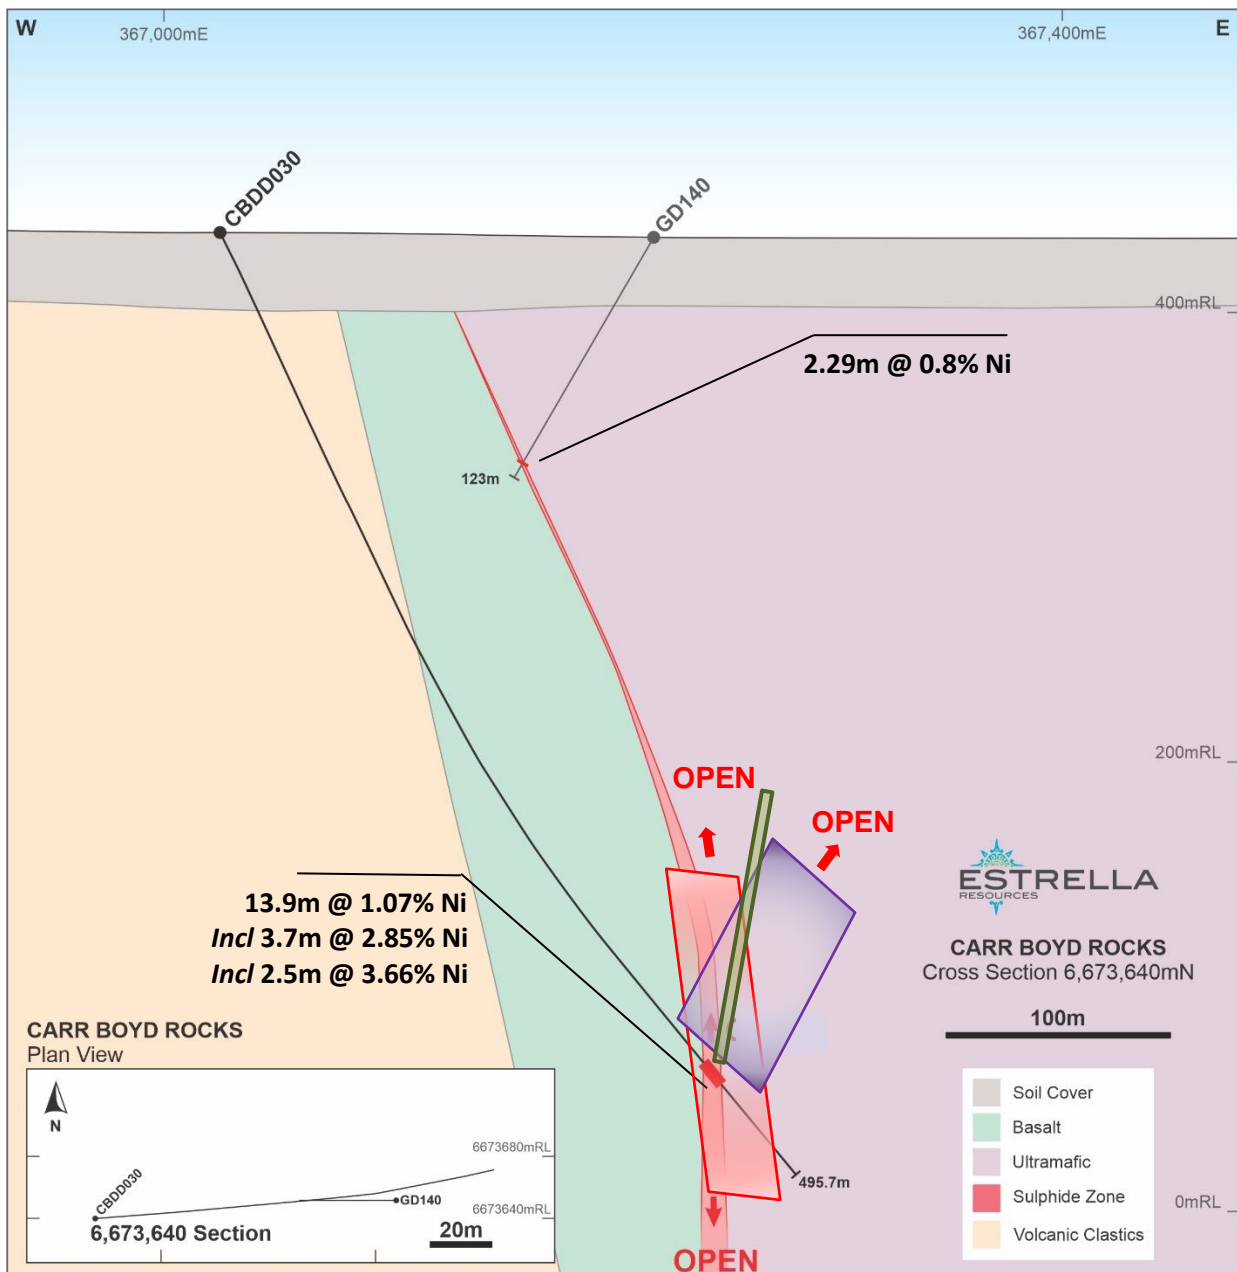 W
367,000mE
367,400mE
E
CBDD030
GD140
400mRL
2.29m @ 0.8% Ni
123m
200mRL
OPEN
OPEN
ESTRELLA
RESOURCES
13.9m @ 1.07% Ni
Incl 3.7m @ 2.85% Ni
Incl 2.5m @ 3.66% Ni
CARR BOYD ROCKS
Cross Section 6,673,640mN
100m
CARR BOYD ROCKS
Plan View
N
6673680mRL
CBDD030
GD140
6673640mRL
6,673,640 Section
20m
495.7m
OPEN
Soil Cover
Basalt
Ultramafic
Sulphide Zone
Volcanic Clastics
0mRL